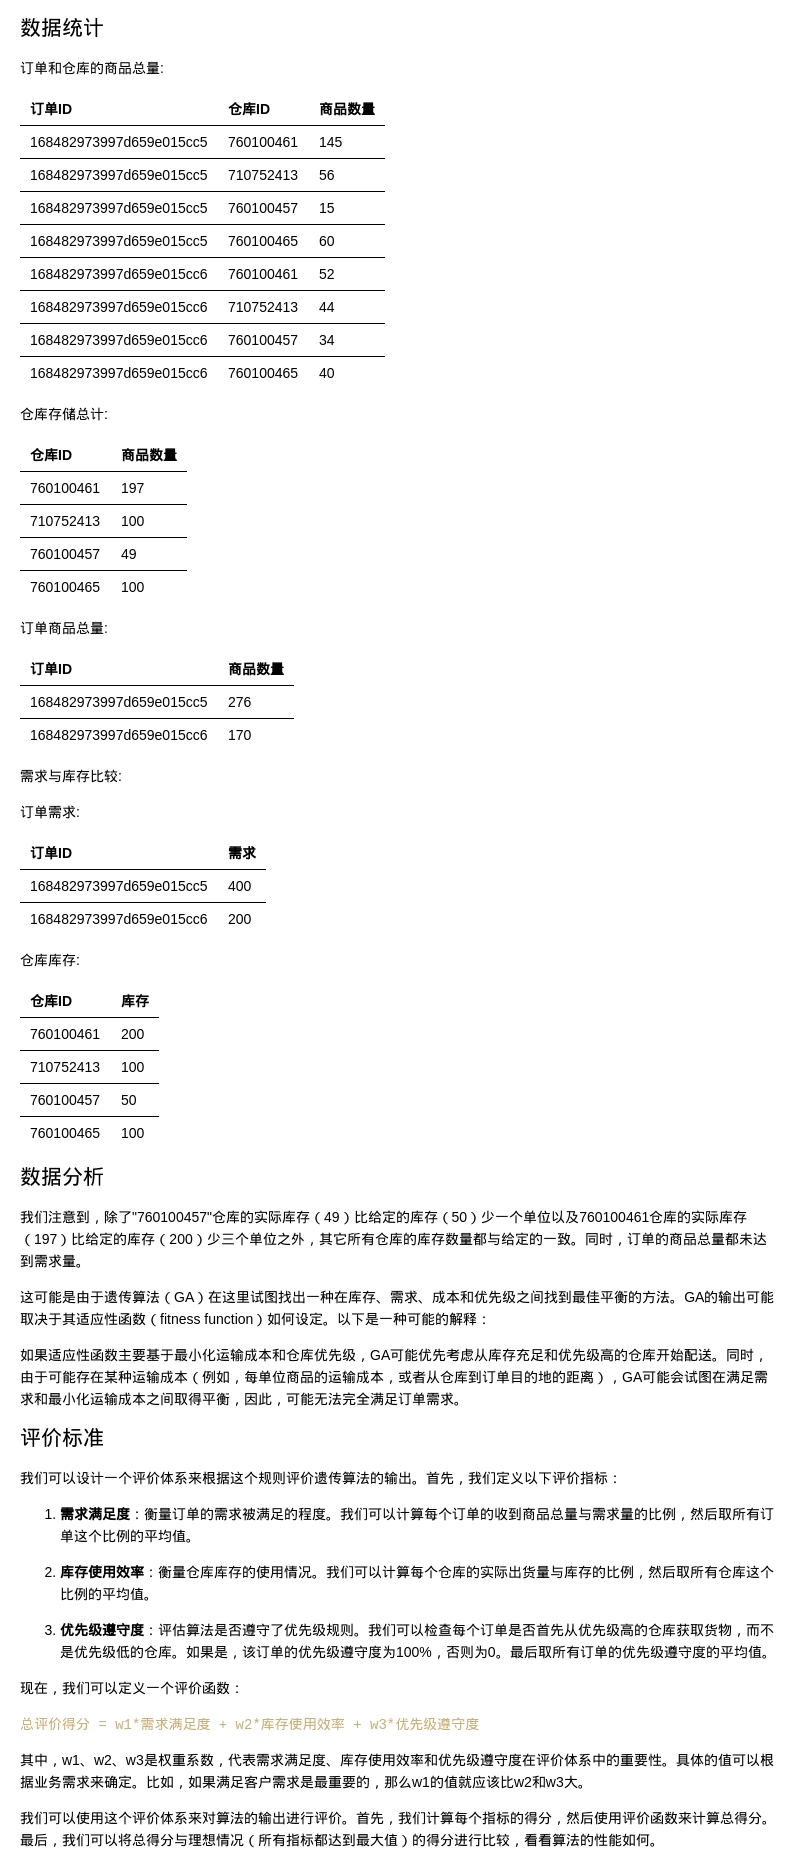 数据统计
订单和仓库的商品总量:
订单ID 仓库ID 商品数量
168482973997d659e015cc5 760100461 145
168482973997d659e015cc5 710752413 56
168482973997d659e015cc5 760100457 15
168482973997d659e015cc5 760100465 60
168482973997d659e015cc6 760100461 52
168482973997d659e015cc6 710752413 44
168482973997d659e015cc6 760100457 34
168482973997d659e015cc6 760100465 40
仓库存储总计:
仓库ID 商品数量
760100461 197
710752413 100
760100457 49
760100465 100
订单商品总量:
订单ID 商品数量
168482973997d659e015cc5 276
168482973997d659e015cc6 170
需求与库存比较:
订单需求:
订单ID 需求
168482973997d659e015cc5 400
168482973997d659e015cc6 200
仓库库存:
仓库ID 库存
760100461 200
710752413 100
760100457 50
760100465 100
数据分析
我们注意到，除了"760100457"仓库的实际库存（49）比给定的库存（50）少一个单位以及760100461仓库的实际库存
（197）比给定的库存（200）少三个单位之外，其它所有仓库的库存数量都与给定的一致。同时，订单的商品总量都未达
到需求量。
这可能是由于遗传算法（GA）在这里试图找出一种在库存、需求、成本和优先级之间找到最佳平衡的方法。GA的输出可能
取决于其适应性函数（fitness function）如何设定。以下是一种可能的解释：
如果适应性函数主要基于最小化运输成本和仓库优先级，GA可能优先考虑从库存充足和优先级高的仓库开始配送。同时，
由于可能存在某种运输成本（例如，每单位商品的运输成本，或者从仓库到订单目的地的距离），GA可能会试图在满足需
求和最小化运输成本之间取得平衡，因此，可能无法完全满足订单需求。
评价标准
我们可以设计一个评价体系来根据这个规则评价遗传算法的输出。首先，我们定义以下评价指标：
1. 需求满足度：衡量订单的需求被满足的程度。我们可以计算每个订单的收到商品总量与需求量的比例，然后取所有订
单这个比例的平均值。
2. 库存使用效率：衡量仓库库存的使用情况。我们可以计算每个仓库的实际出货量与库存的比例，然后取所有仓库这个
比例的平均值。
3. 优先级遵守度：评估算法是否遵守了优先级规则。我们可以检查每个订单是否首先从优先级高的仓库获取货物，而不
是优先级低的仓库。如果是，该订单的优先级遵守度为100%，否则为0。最后取所有订单的优先级遵守度的平均值。
现在，我们可以定义一个评价函数：
总评价得分 = w1*需求满足度 + w2*库存使用效率 + w3*优先级遵守度
其中，w1、w2、w3是权重系数，代表需求满足度、库存使用效率和优先级遵守度在评价体系中的重要性。具体的值可以根
据业务需求来确定。比如，如果满足客户需求是最重要的，那么w1的值就应该比w2和w3大。
我们可以使用这个评价体系来对算法的输出进行评价。首先，我们计算每个指标的得分，然后使用评价函数来计算总得分。
最后，我们可以将总得分与理想情况（所有指标都达到最大值）的得分进行比较，看看算法的性能如何。